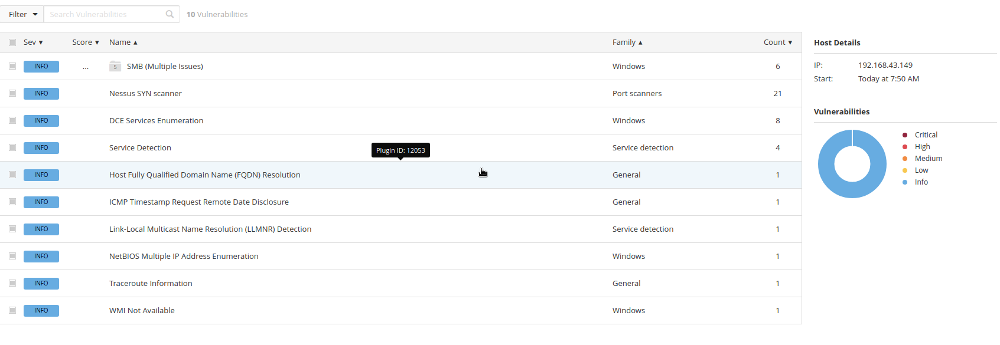 Filter ▼ Search Vulnerabilities 10 Vulnerabilities
Sev ▼ Score ▼ Name ▲ Family ▲ Count ▼
INFO ... 5 SMB (Multiple Issues) Windows 6
INFO Nessus SYN scanner Port scanners 21
INFO DCE Services Enumeration Windows 8
INFO Service Detection Service detection 4
Plugin ID: 12053
INFO Host Fully Qualified Domain Name (FQDN) Resolution General 1
INFO ICMP Timestamp Request Remote Date Disclosure General 1
INFO Link-Local Multicast Name Resolution (LLMNR) Detection Service detection 1
INFO NetBIOS Multiple IP Address Enumeration Windows 1
INFO Traceroute Information General 1
INFO WMI Not Available Windows 1
Host Details
IP: 192.168.43.149
Start: Today at 7:50 AM
Vulnerabilities
Critical
High
Medium
Low
Info